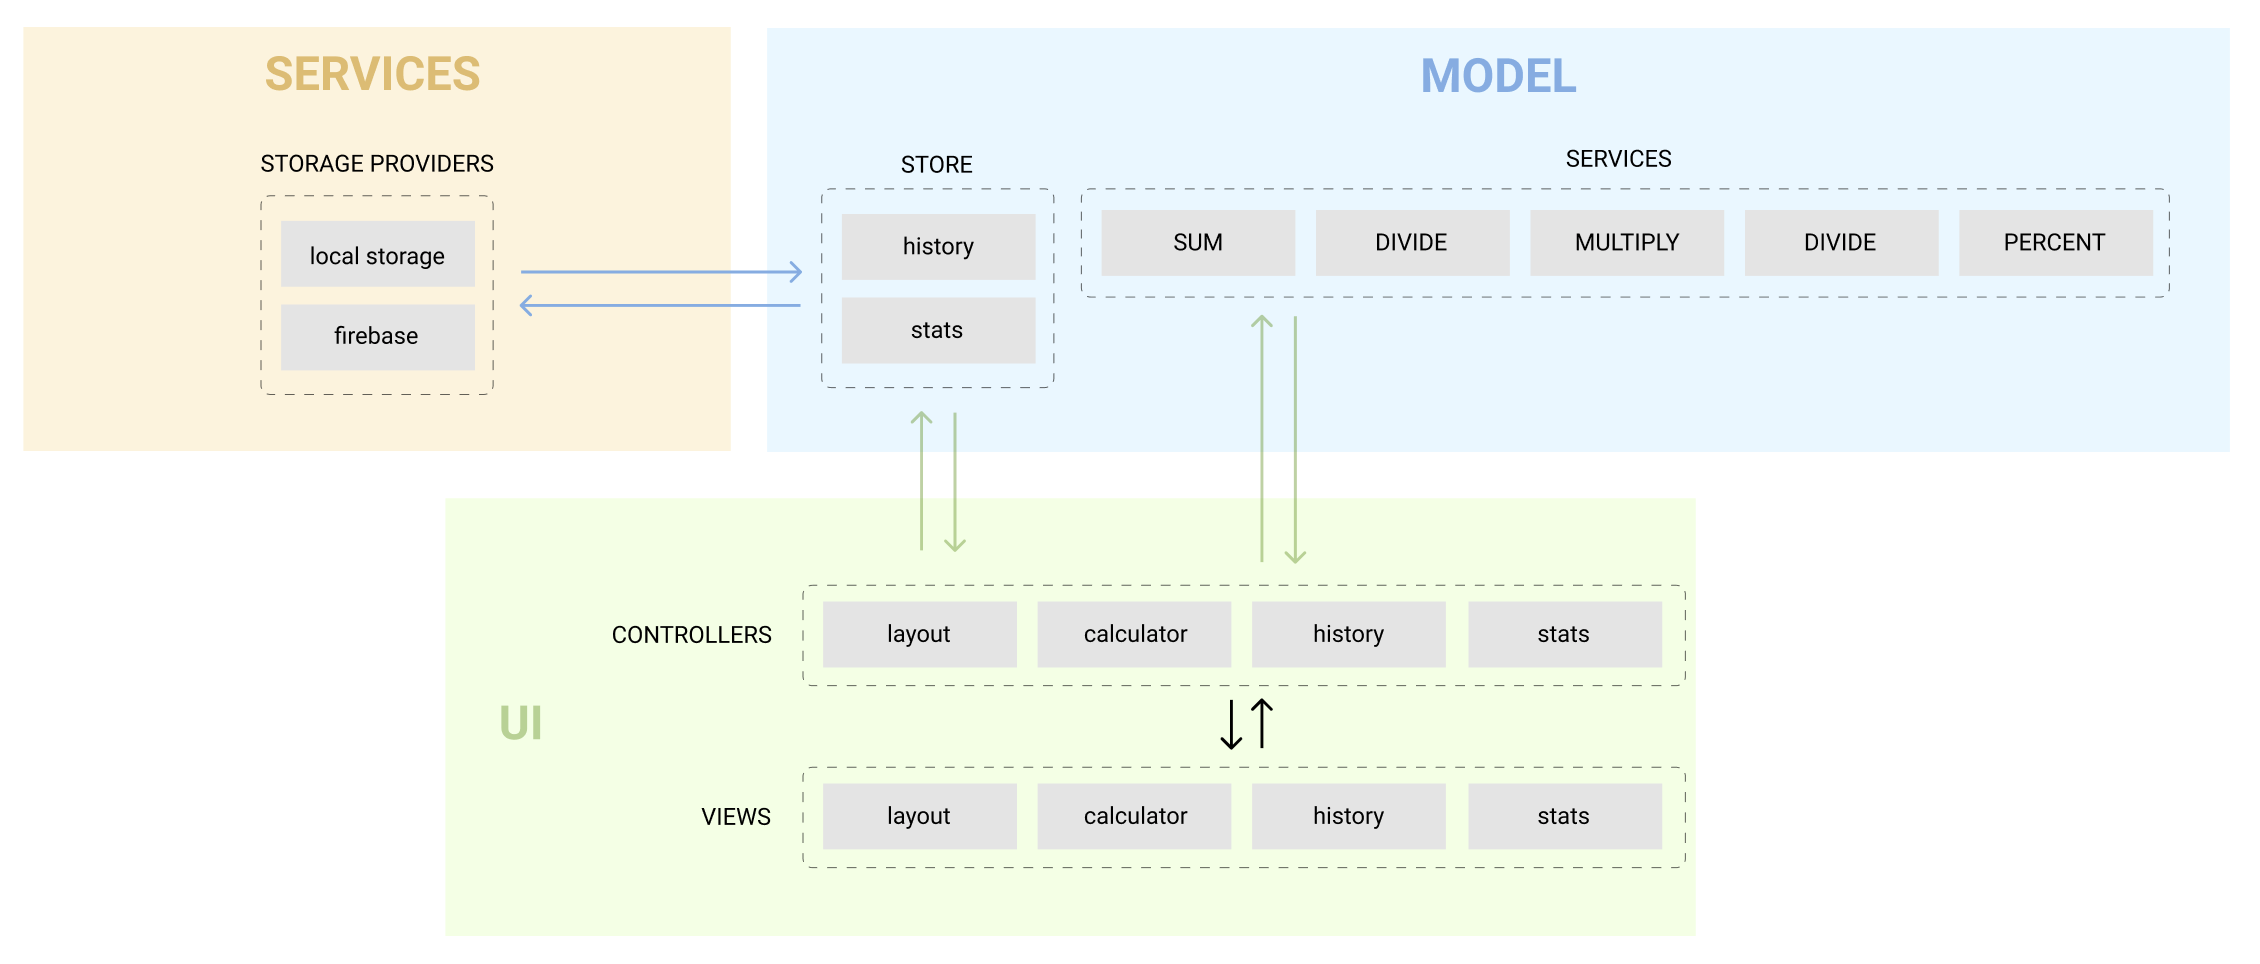 SERVICES
STORAGE PROVIDERS
local storage
firebase
MODEL
STORE
history
stats
SERVICES
SUM
DIVIDE
MULTIPLY
DIVIDE
PERCENT
UI
CONTROLLERS
layout
calculator
history
stats
VIEWS
layout
calculator
history
stats